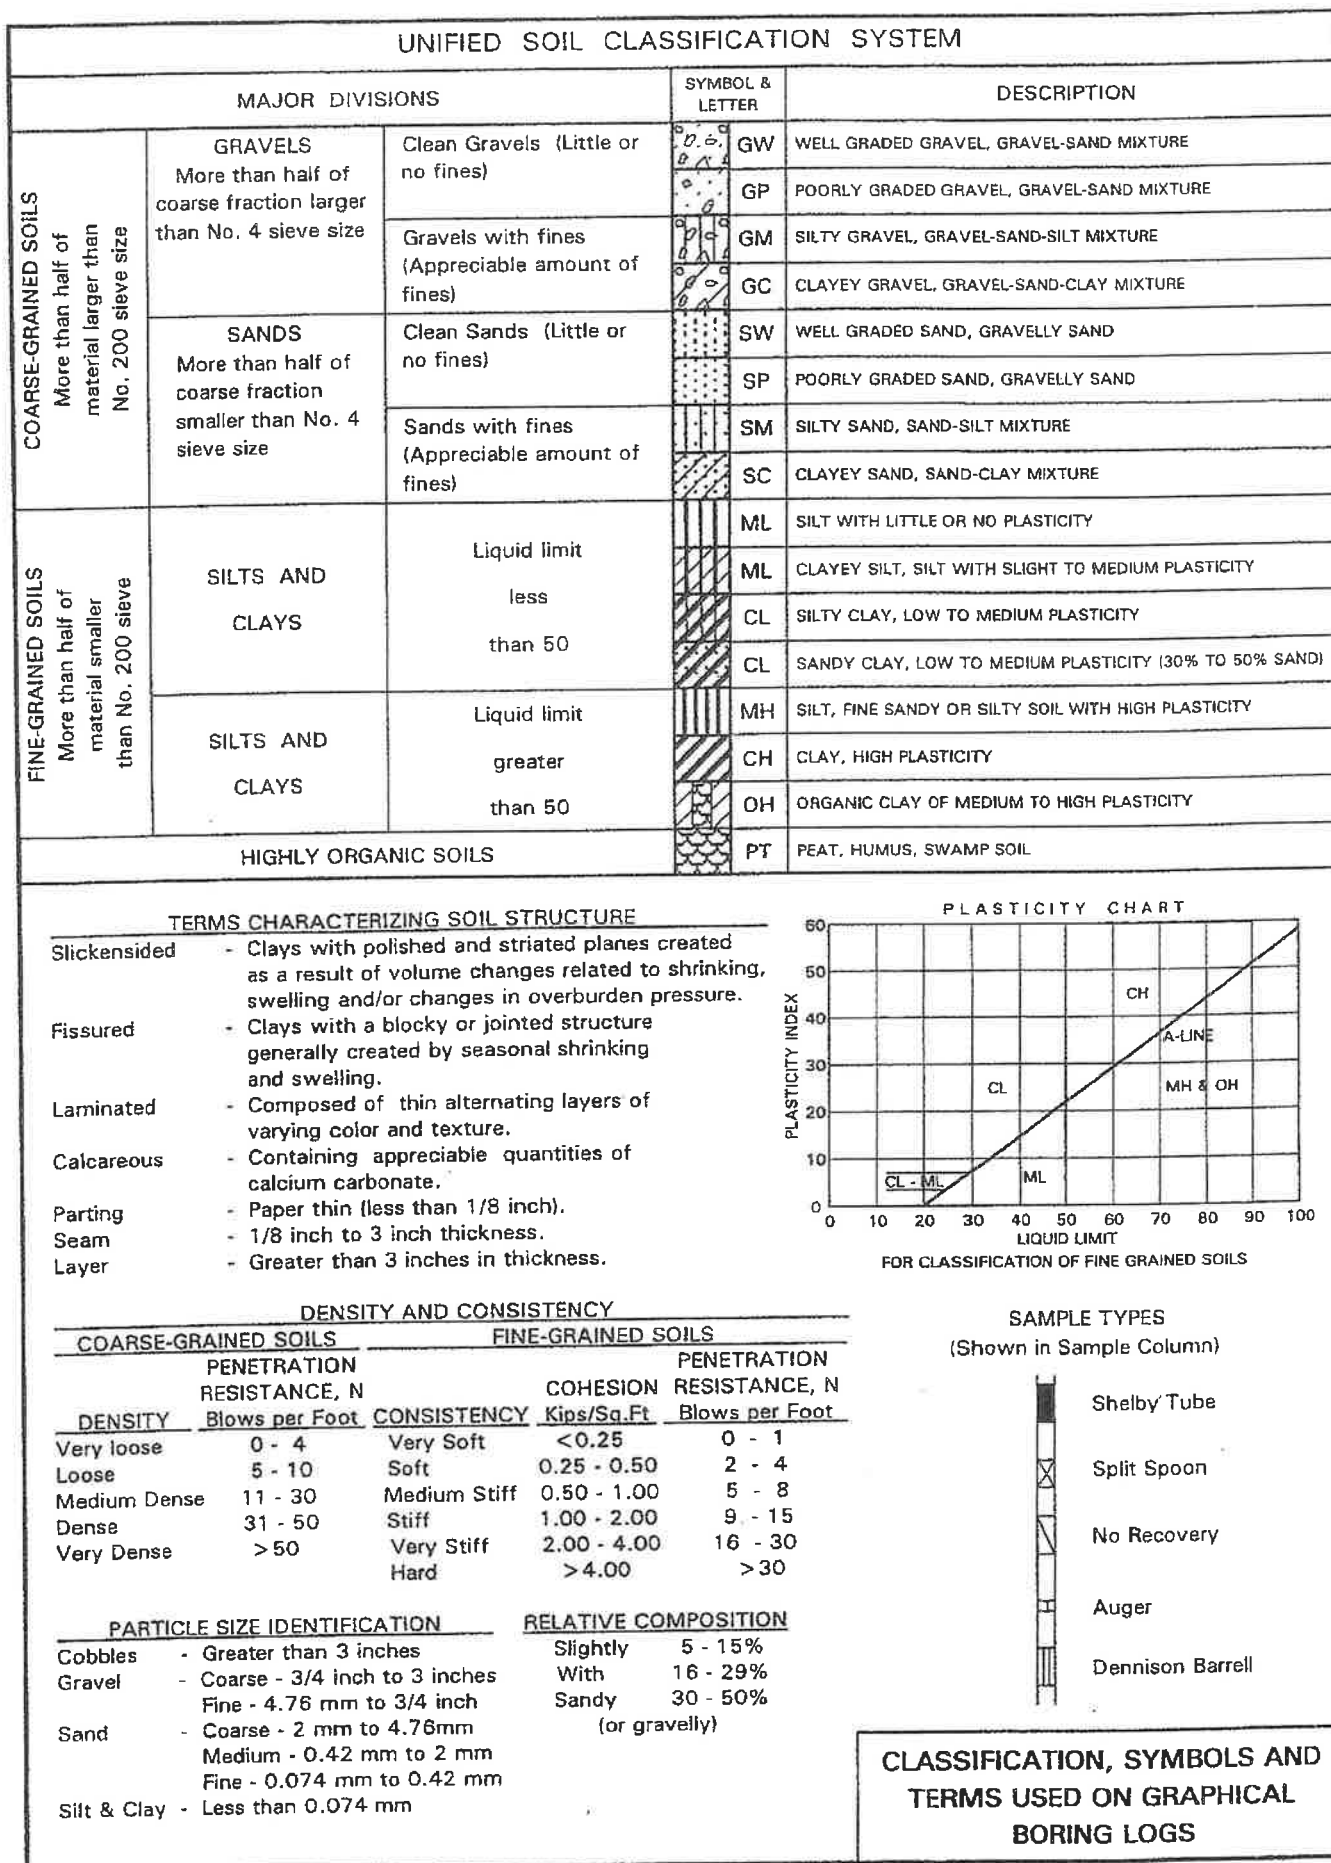 UNIFIED SOIL CLASSIFICATION SYSTEM
MAJOR DIVISIONS
SYMBOL &
LETTER
DESCRIPTION
COARSE-GRAINED SOILS
More than half of
material larger than
No. 200 sieve size
GRAVELS
More than half of
coarse fraction larger
than No. 4 sieve size
Clean Gravels (Little or
no fines)
GW WELL GRADED GRAVEL, GRAVEL-SAND MIXTURE
GP POORLY GRADED GRAVEL, GRAVEL-SAND MIXTURE
Gravels with fines
(Appreciable amount of
fines)
GM SILTY GRAVEL, GRAVEL-SAND-SILT MIXTURE
GC CLAYEY GRAVEL, GRAVEL-SAND-CLAY MIXTURE
SANDS
More than half of
coarse fraction
smaller than No. 4
sieve size
Clean Sands (Little or
no fines)
SW WELL GRADED SAND, GRAVELLY SAND
SP POORLY GRADED SAND, GRAVELLY SAND
Sands with fines
(Appreciable amount of
fines)
SM SILTY SAND, SAND-SILT MIXTURE
SC CLAYEY SAND, SAND-CLAY MIXTURE
FINE-GRAINED SOILS
More than half of
material smaller
than No. 200 sieve
SILTS AND
CLAYS
Liquid limit
less
than 50
ML SILT WITH LITTLE OR NO PLASTICITY
ML CLAYEY SILT, SILT WITH SLIGHT TO MEDIUM PLASTICITY
CL SILTY CLAY, LOW TO MEDIUM PLASTICITY
CL SANDY CLAY, LOW TO MEDIUM PLASTICITY (30% TO 50% SAND)
SILTS AND
CLAYS
Liquid limit
greater
than 50
MH SILT, FINE SANDY OR SILTY SOIL WITH HIGH PLASTICITY
CH CLAY, HIGH PLASTICITY
OH ORGANIC CLAY OF MEDIUM TO HIGH PLASTICITY
HIGHLY ORGANIC SOILS
PT PEAT, HUMUS, SWAMP SOIL
TERMS CHARACTERIZING SOIL STRUCTURE
Slickensided - Clays with polished and striated planes created
as a result of volume changes related to shrinking,
swelling and/or changes in overburden pressure.
Fissured - Clays with a blocky or jointed structure
generally created by seasonal shrinking
and swelling.
Laminated - Composed of thin alternating layers of
varying color and texture.
Calcareous - Containing appreciable quantities of
calcium carbonate.
Parting - Paper thin (less than 1/8 inch).
Seam - 1/8 inch to 3 inch thickness.
Layer - Greater than 3 inches in thickness.
PLASTICITY CHART
PLASTICITY INDEX
60
50
40
30
20
10
0
CH
A-LINE
CL
MH & OH
CL - ML
ML
0 10 20 30 40 50 60 70 80 90 100
LIQUID LIMIT
FOR CLASSIFICATION OF FINE GRAINED SOILS
DENSITY AND CONSISTENCY
COARSE-GRAINED SOILS FINE-GRAINED SOILS
PENETRATION PENETRATION
RESISTANCE, N COHESION RESISTANCE, N
DENSITY Blows per Foot CONSISTENCY Kips/Sq.Ft Blows per Foot
Very loose 0 - 4 Very Soft <0.25 0 - 1
Loose 5 - 10 Soft 0.25 - 0.50 2 - 4
Medium Dense 11 - 30 Medium Stiff 0.50 - 1.00 5 - 8
Dense 31 - 50 Stiff 1.00 - 2.00 9 - 15
Very Dense >50 Very Stiff 2.00 - 4.00 16 - 30
Hard >4.00 >30
SAMPLE TYPES
(Shown in Sample Column)
Shelby Tube
Split Spoon
No Recovery
Auger
Dennison Barrell
PARTICLE SIZE IDENTIFICATION
Cobbles - Greater than 3 inches
Gravel - Coarse - 3/4 inch to 3 inches
Fine - 4.76 mm to 3/4 inch
Sand - Coarse - 2 mm to 4.76mm
Medium - 0.42 mm to 2 mm
Fine - 0.074 mm to 0.42 mm
Silt & Clay - Less than 0.074 mm
RELATIVE COMPOSITION
Slightly 5 - 15%
With 16 - 29%
Sandy 30 - 50%
(or gravelly)
CLASSIFICATION, SYMBOLS AND
TERMS USED ON GRAPHICAL
BORING LOGS